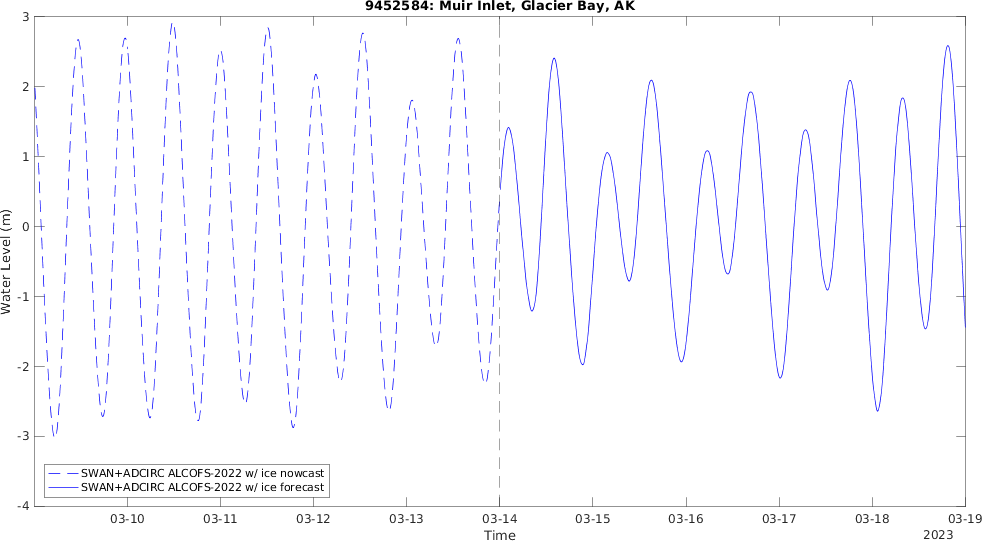 9452584: Muir Inlet, Glacier Bay, AK
3
2
1
0
-1
-2
-3
-4
Water Level (m)
SWAN+ADCIRC ALCOFS-2022 w/ ice nowcast
SWAN+ADCIRC ALCOFS-2022 w/ ice forecast
03-10 03-11 03-12 03-13 03-14 03-15 03-16 03-17 03-18 03-19
Time
2023